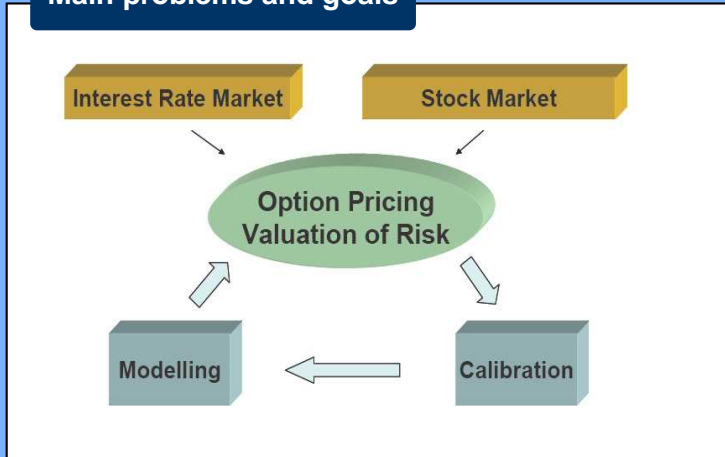 Main problems and goals
Interest Rate Market
Stock Market
Option Pricing
Valuation of Risk
Modelling
Calibration